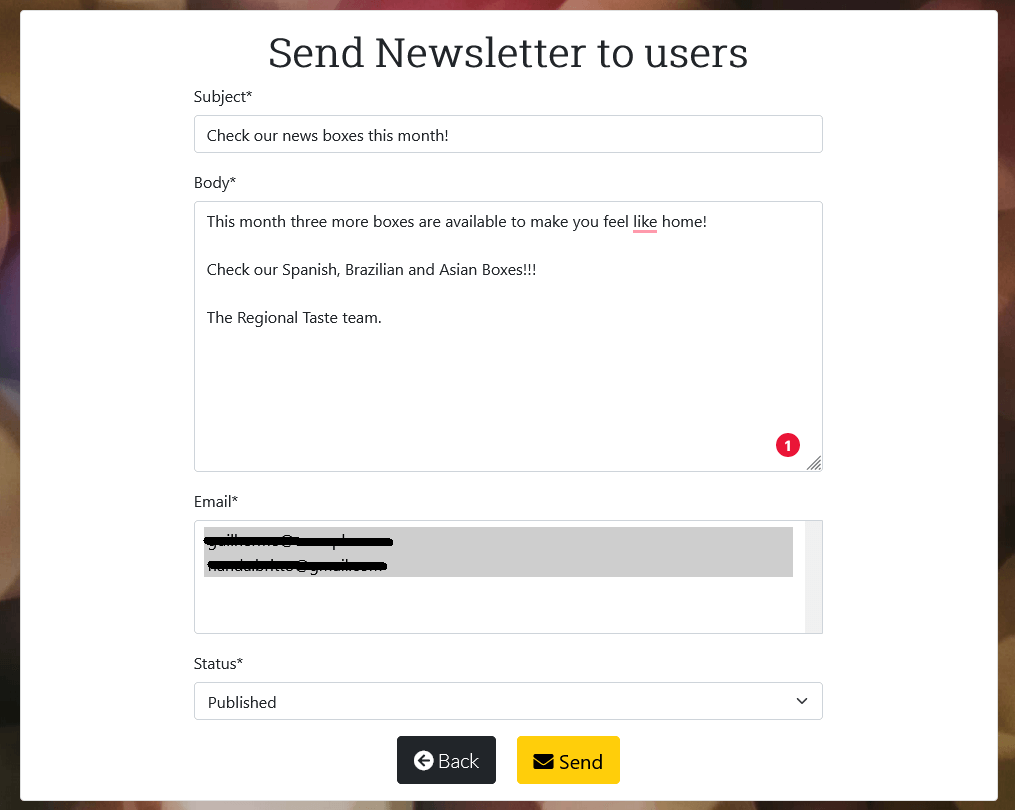 Send Newsletter to users
Subject*
Check our news boxes this month!
Body*
This month three more boxes are available to make you feel like home!
Check our Spanish, Brazilian and Asian Boxes!!!
The Regional Taste team.
1
Email*
Status*
Published
Back
Send